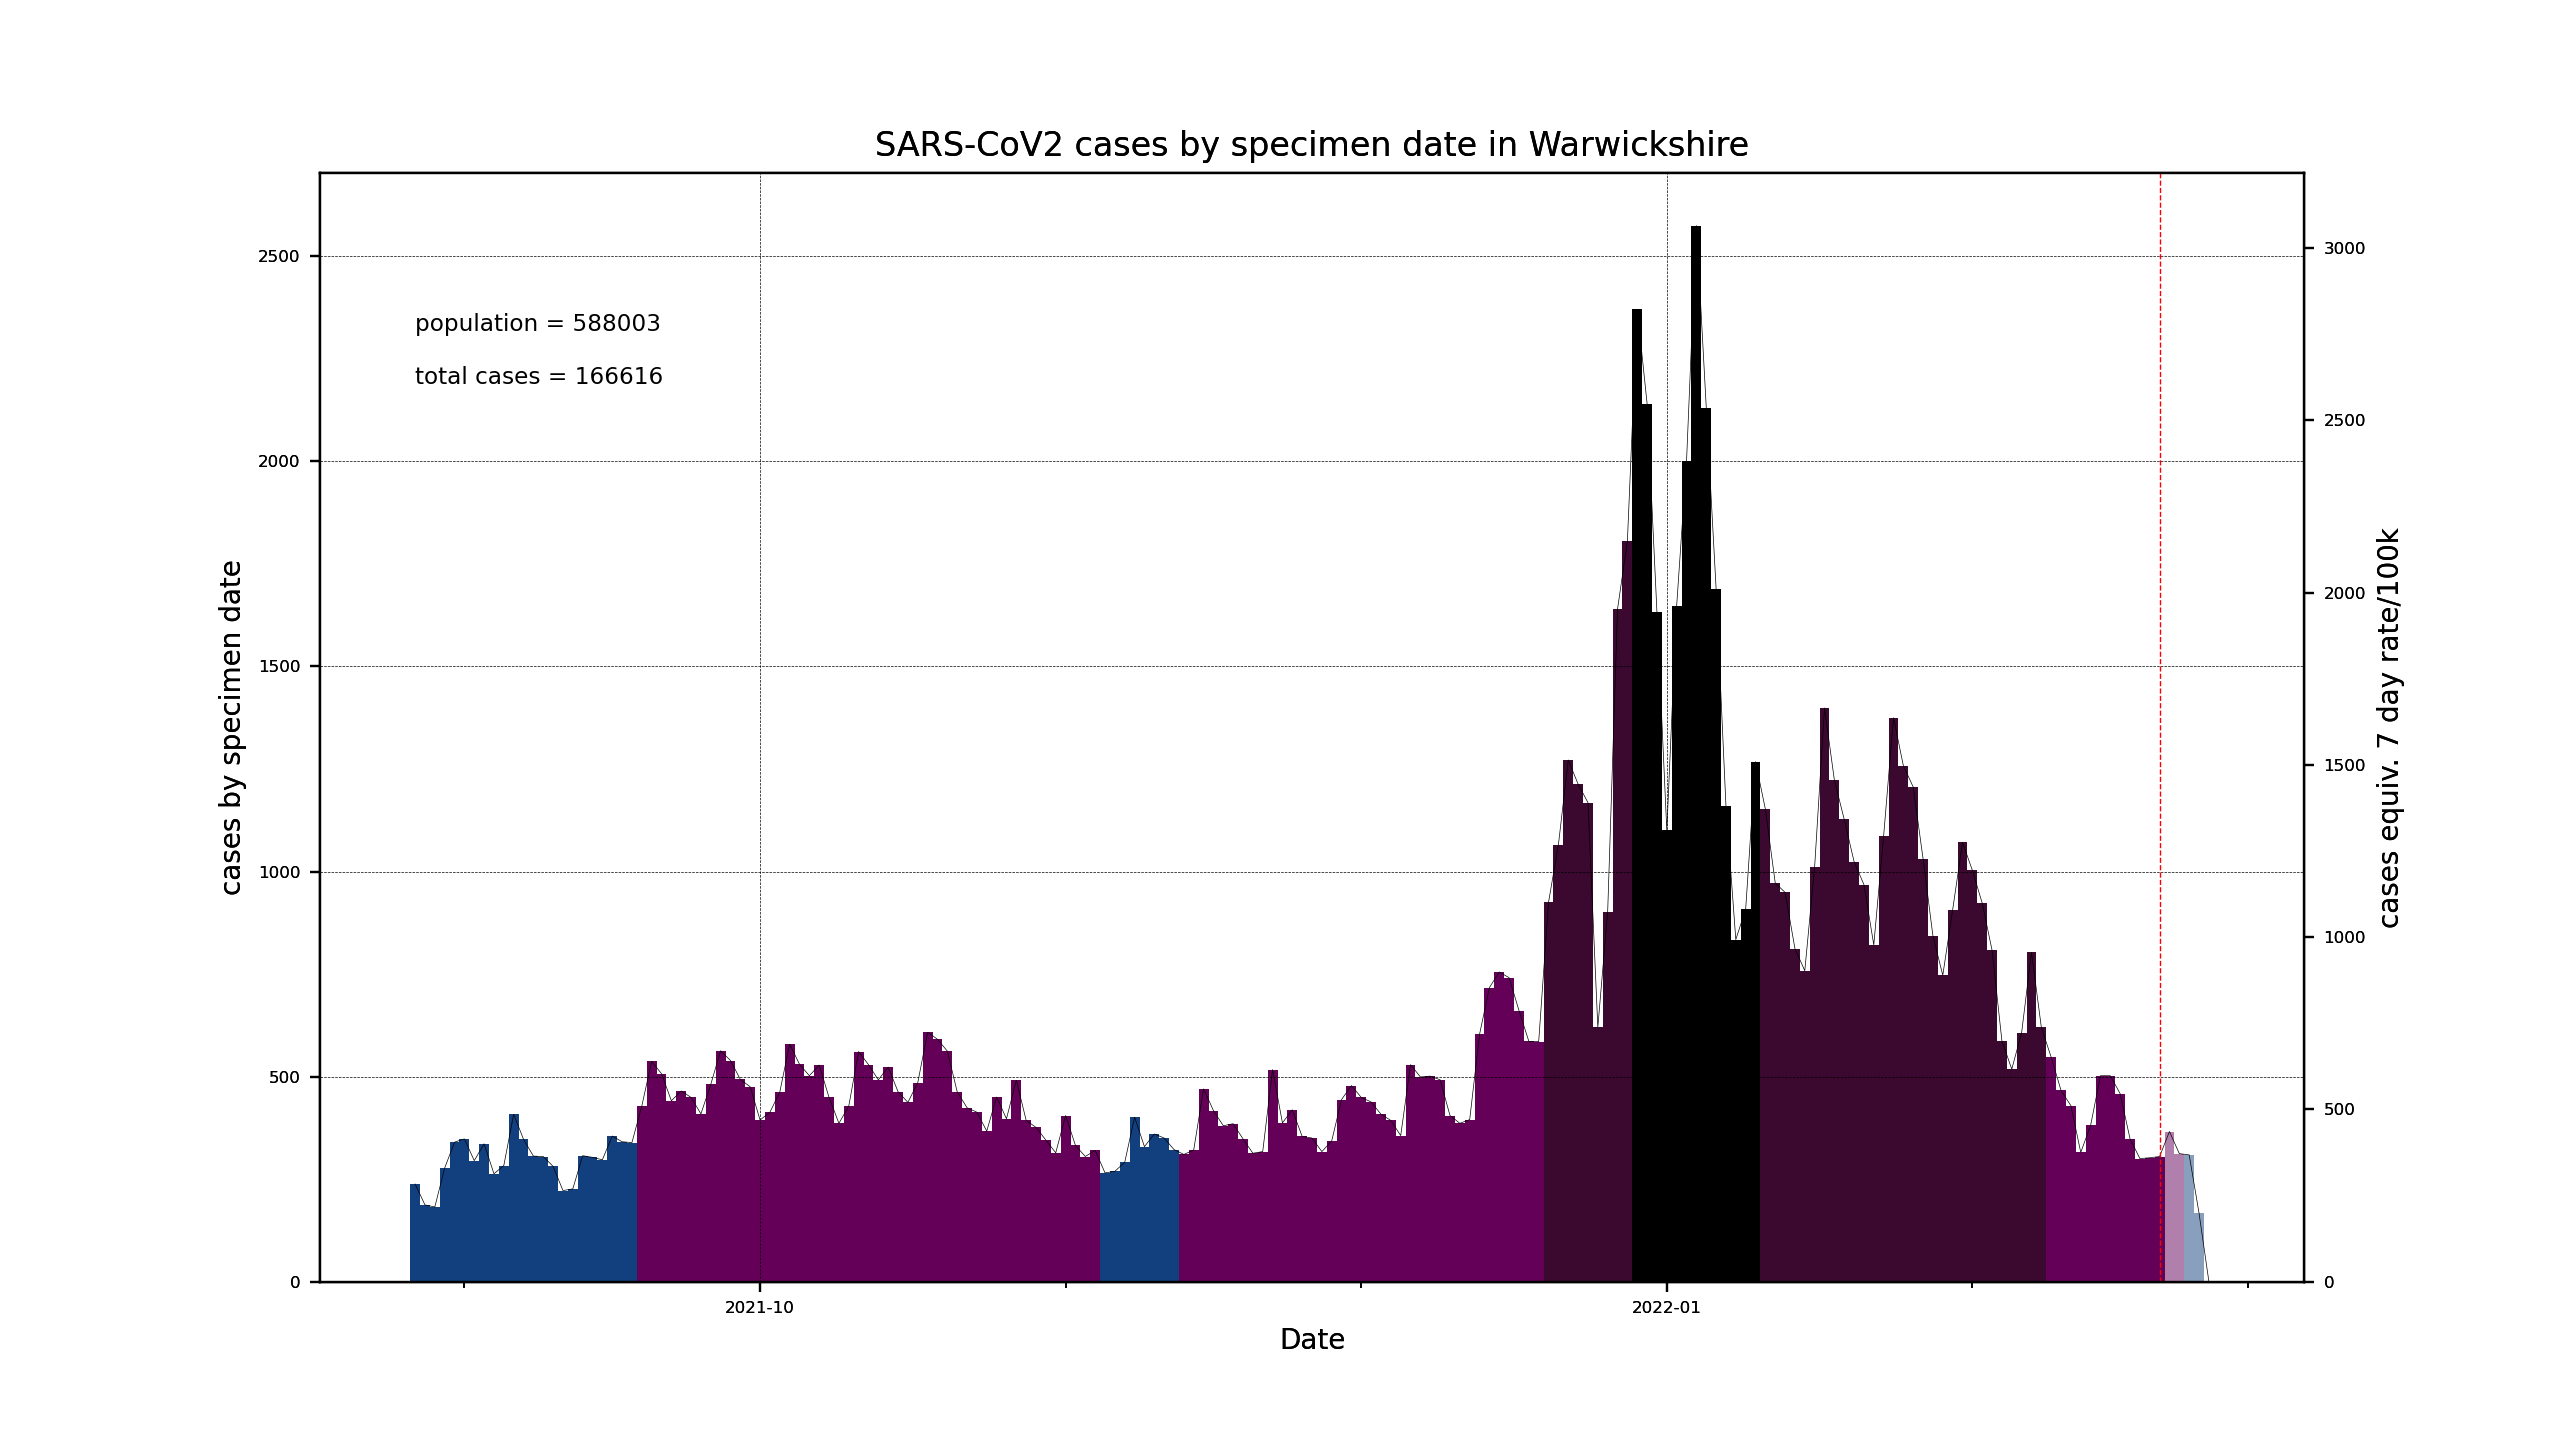 SARS-CoV2 cases by specimen date in Warwickshire
population = 588003
total cases = 166616
cases by specimen date
2500
2000
1500
1000
500
0
3000
2500
2000
1500
1000
500
0
cases equiv. 7 day rate/100k
2021-10
2022-01
Date